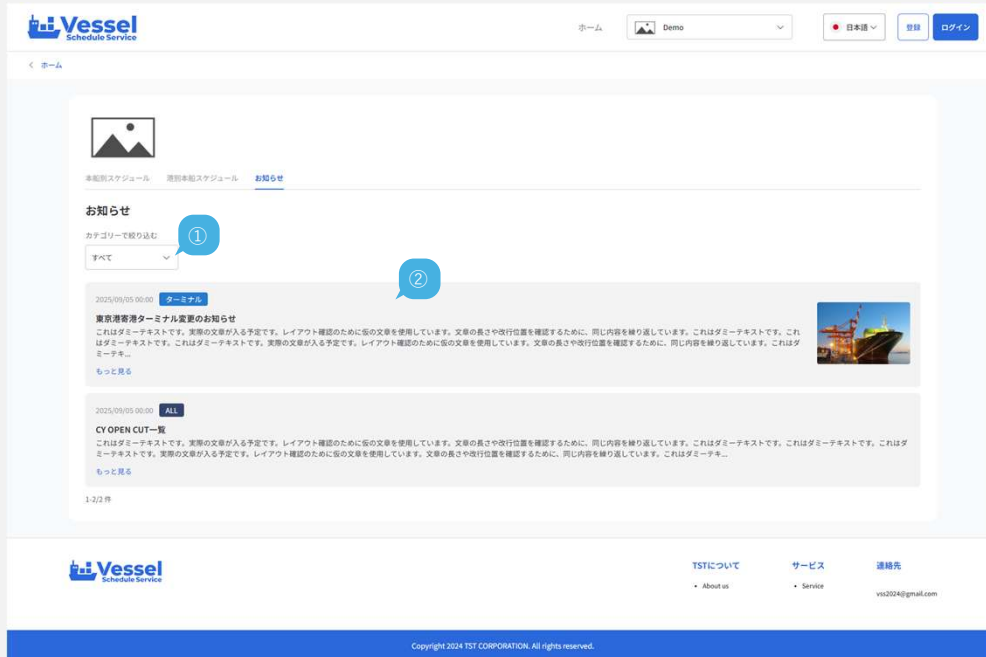 Vessel
Schedule Service
ホーム
Demo
日本語
登録
ログイン
ホーム
本船別スケジュール 港別本船スケジュール お知らせ
お知らせ
カテゴリーで絞り込む
①
すべて
②
2025/09/05 00:00 ターミナル
東京港寄港ターミナル変更のお知らせ
これはダミーテキストです。実際の文章が入る予定です。レイアウト確認のために仮の文章を使用しています。文章の長さや改行位置を確認するために、同じ内容を繰り返しています。これはダミーテキストです。これ
はダミーテキストです。これはダミーテキストです。実際の文章が入る予定です。レイアウト確認のために仮の文章を使用しています。文章の長さや改行位置を確認するために、同じ内容を繰り返しています。これはダ
ミーテキ...
もっと見る
2025/09/05 00:00 ALL
CY OPEN CUT一覧
これはダミーテキストです。実際の文章が入る予定です。レイアウト確認のために仮の文章を使用しています。文章の長さや改行位置を確認するために、同じ内容を繰り返しています。これはダミーテキストです。これはダミーテキストです。これはダ
ミーテキストです。実際の文章が入る予定です。レイアウト確認のために仮の文章を使用しています。文章の長さや改行位置を確認するために、同じ内容を繰り返しています。これはダミーテキ...
もっと見る
1-2/2 件
Vessel
Schedule Service
TSTについて
• About us
サービス
• Service
連絡先
vss2024@gmail.com
Copyright 2024 TST CORPORATION. All rights reserved.